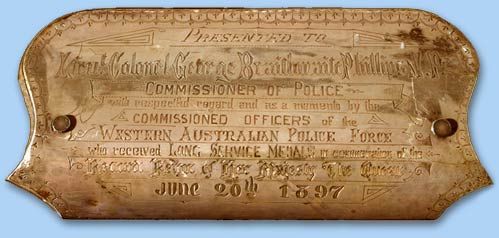 PRESENTED TO
Lieut. Colonel George Braithwaite Phillips, J.P.
COMMISSIONER OF POLICE
with respectful regard and as a memento by the
COMMISSIONED OFFICERS of the
WESTERN AUSTRALIAN POLICE FORCE
who received LONG SERVICE MEDALS in commemoration of the
Record Reign of Her Majesty The Queen
JUNE 20th 1897